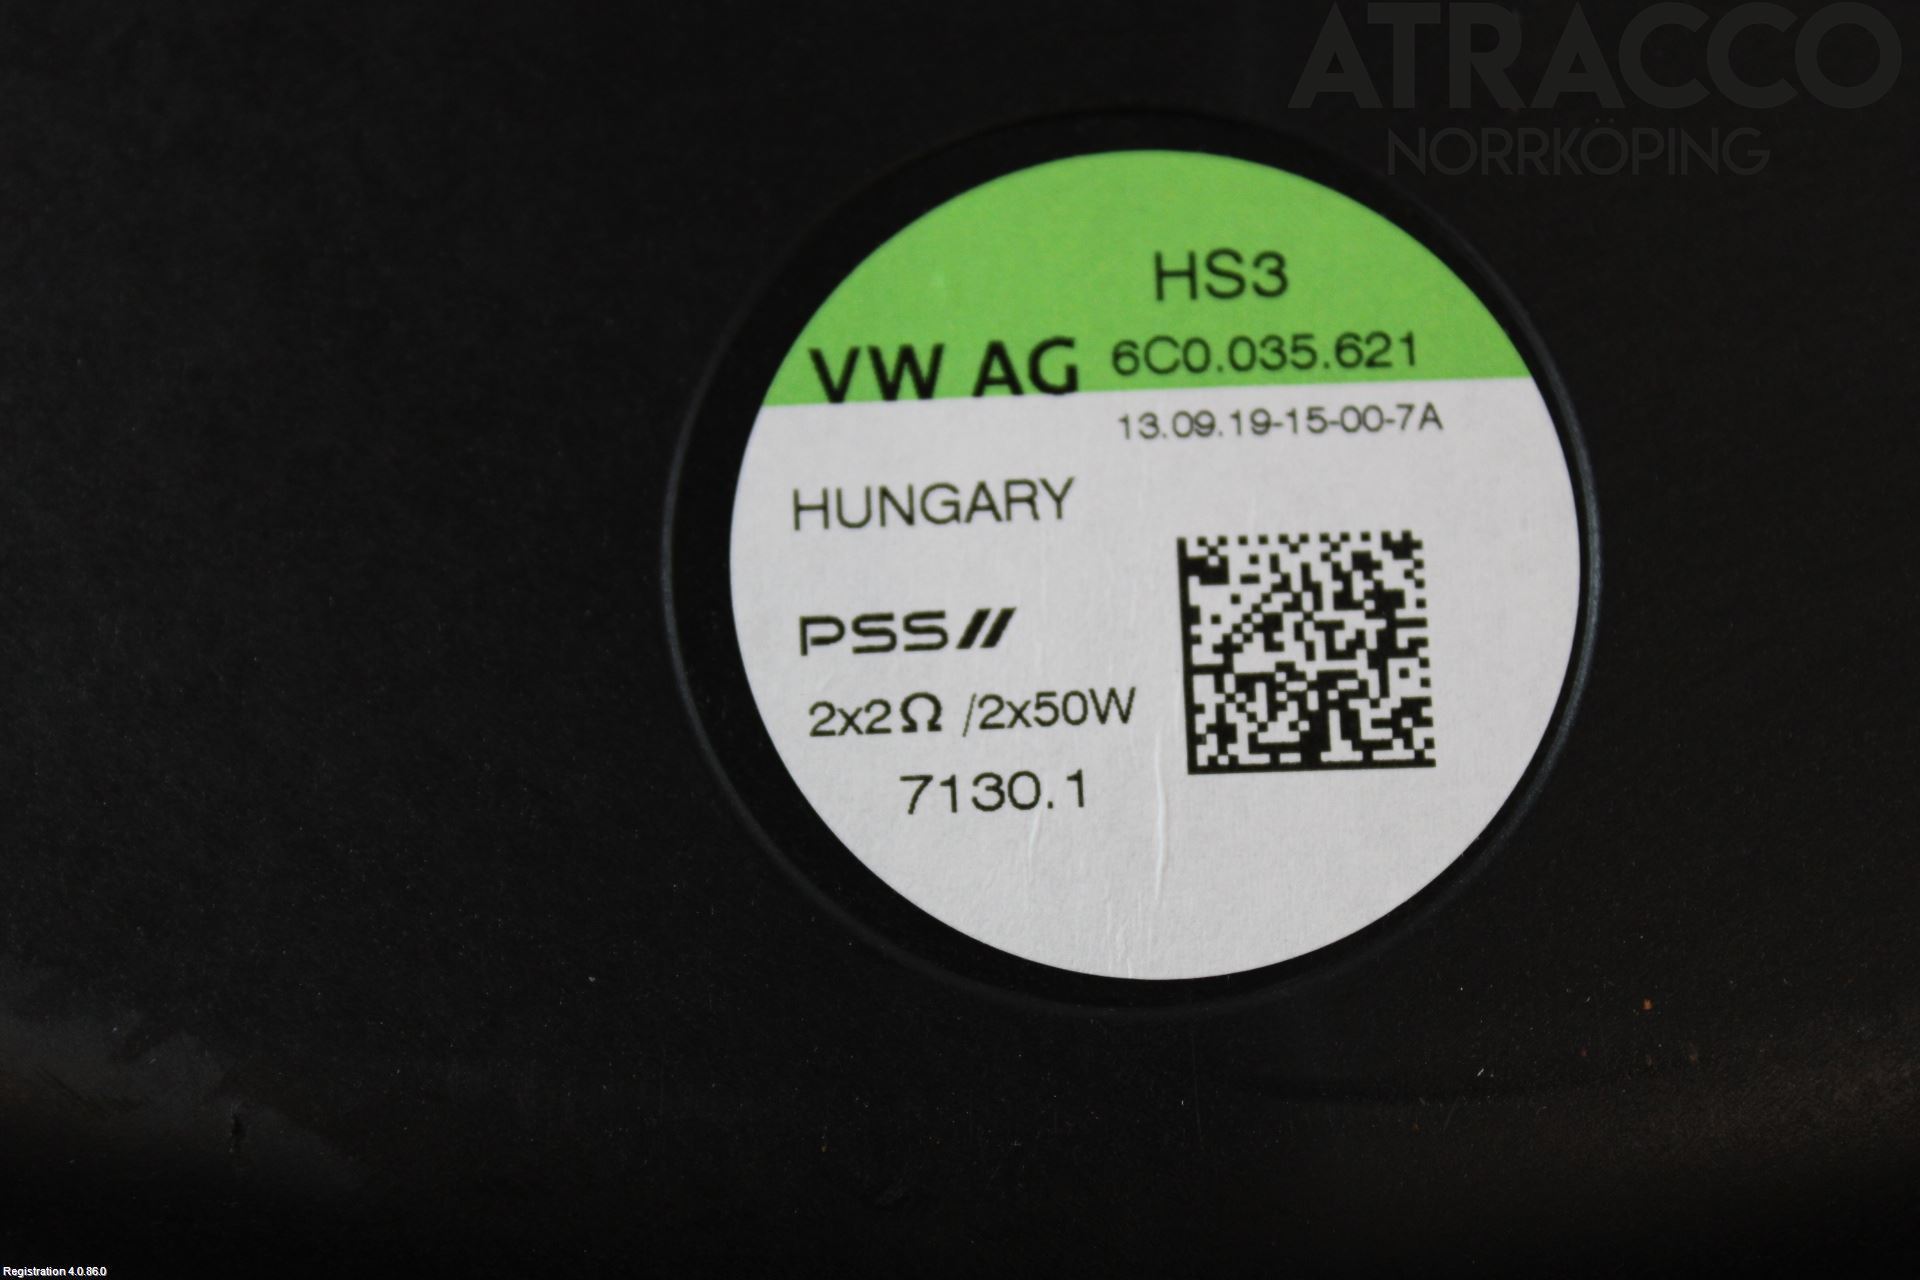 ATRACCO
NORRKÖPING
HS3
VW AG 6C0.035.621
13.09.19-15-00-7A
HUNGARY
PSS//
2x2Ω /2x50W
7130.1
Registration 4.0.86.0